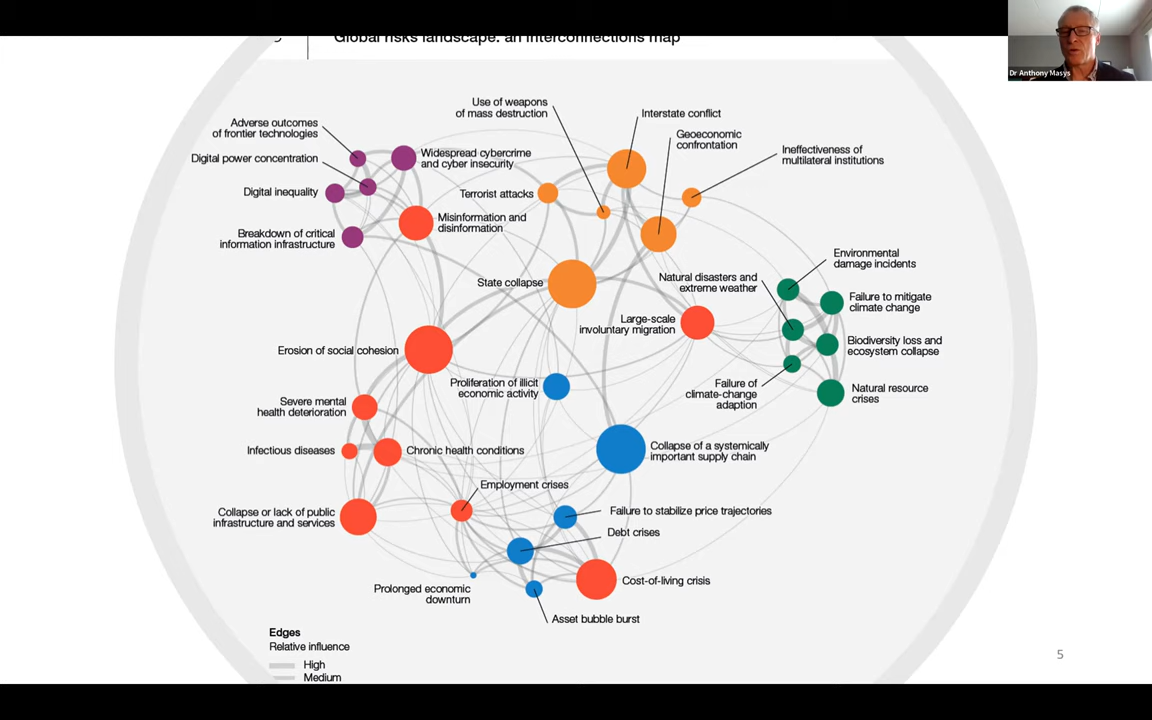 Global risks landscape: an interconnections map
Dr Anthony Masys
Use of weapons
of mass destruction
Interstate conflict
Geoeconomic
confrontation
Ineffectiveness of
multilateral institutions
Adverse outcomes
of frontier technologies
Digital power concentration
Widespread cybercrime
and cyber insecurity
Digital inequality
Terrorist attacks
Misinformation and
disinformation
Breakdown of critical
information infrastructure
Environmental
damage incidents
State collapse
Natural disasters and
extreme weather
Failure to mitigate
climate change
Large-scale
involuntary migration
Biodiversity loss and
ecosystem collapse
Erosion of social cohesion
Proliferation of illicit
economic activity
Failure of
climate-change
adaption
Natural resource
crises
Severe mental
health deterioration
Infectious diseases
Chronic health conditions
Collapse of a systemically
important supply chain
Employment crises
Collapse or lack of public
infrastructure and services
Failure to stabilize price trajectories
Debt crises
Prolonged economic
downturn
Cost-of-living crisis
Asset bubble burst
Edges
Relative influence
High
Medium
5